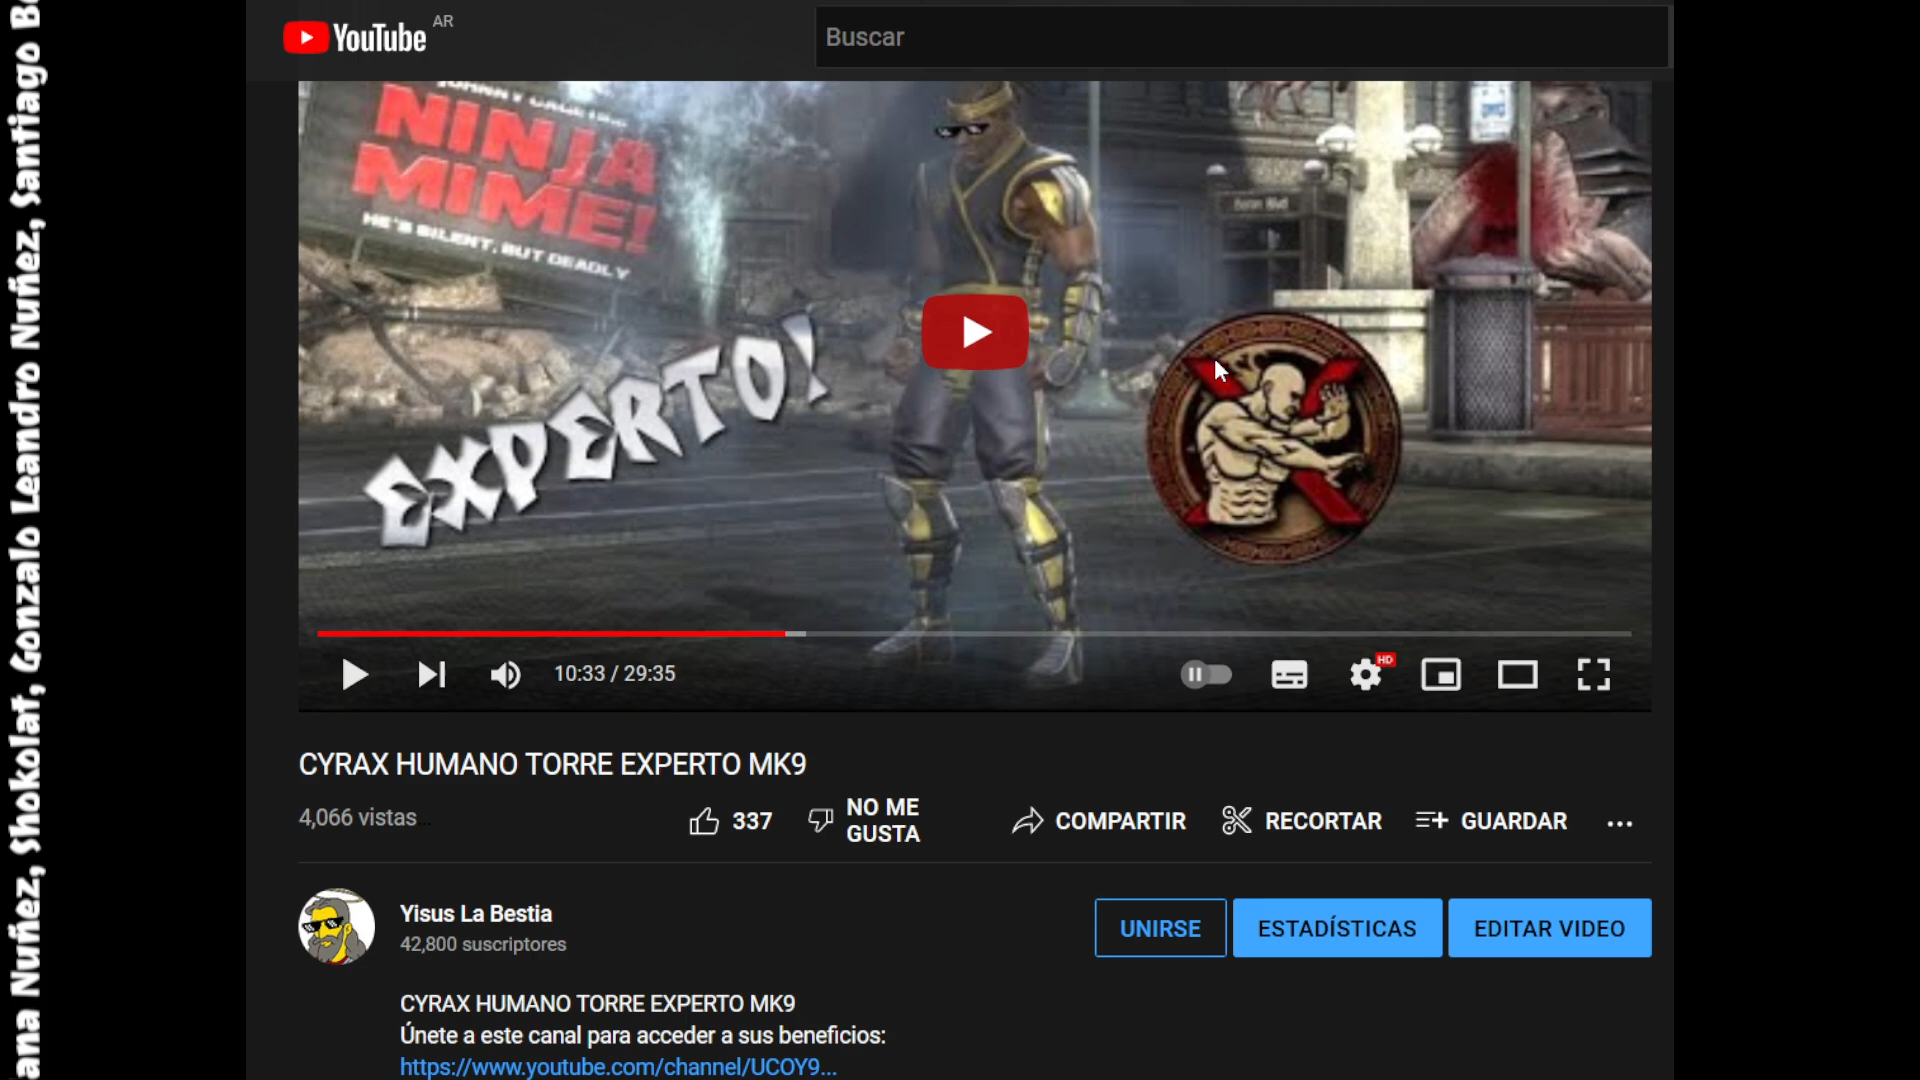 YouTube AR
Buscar
NINJA
MIME!
HE'S SILENT, BUT DEADLY
EXPERTO!
10:33 / 29:35
HD
CYRAX HUMANO TORRE EXPERTO MK9
4,066 vistas
337
NO ME
GUSTA
COMPARTIR
RECORTAR
GUARDAR
...
Yisus La Bestia
42,800 suscriptores
UNIRSE
ESTADÍSTICAS
EDITAR VIDEO
CYRAX HUMANO TORRE EXPERTO MK9
Únete a este canal para acceder a sus beneficios:
https://www.youtube.com/channel/UCOY9...
Nuñez, Shokolat, Gonzalo Leandro Nuñez, Santiago